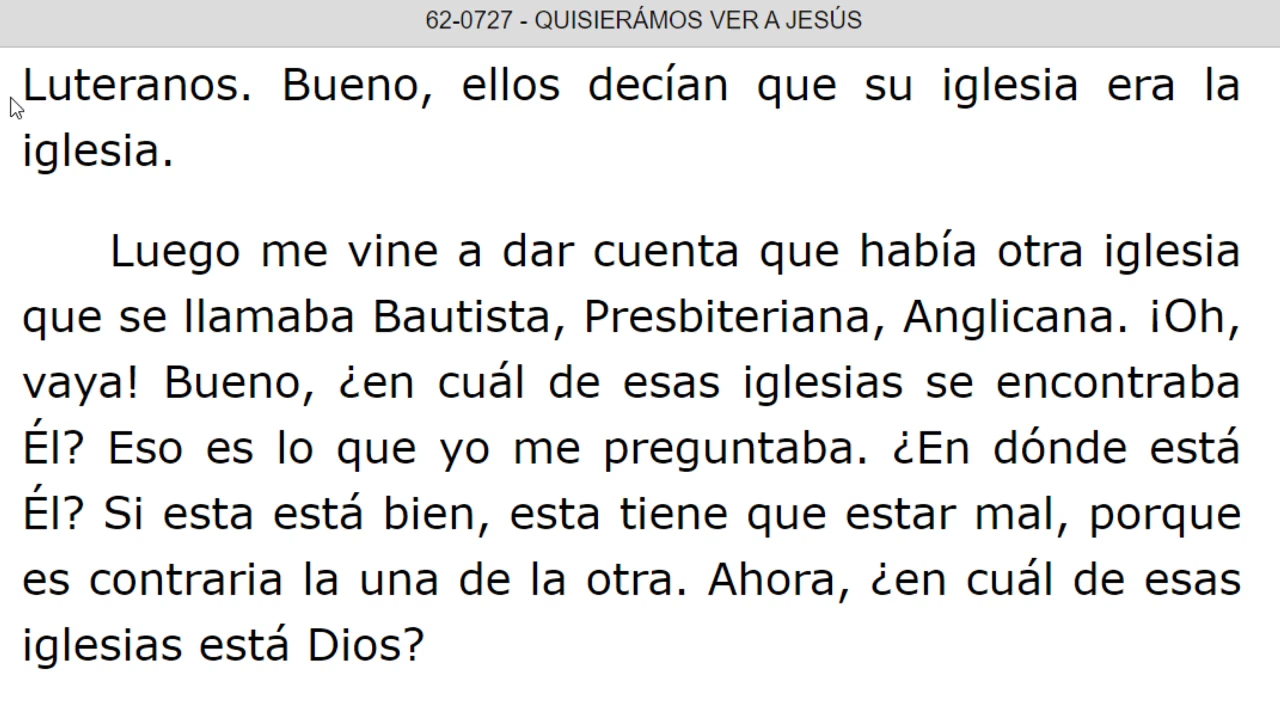 62-0727 - QUISIERÁMOS VER A JESÚS
Luteranos. Bueno, ellos decían que su iglesia era la
iglesia.
Luego me vine a dar cuenta que había otra iglesia
que se llamaba Bautista, Presbiteriana, Anglicana. ¡Oh,
vaya! Bueno, ¿en cuál de esas iglesias se encontraba
Él? Eso es lo que yo me preguntaba. ¿En dónde está
Él? Si esta está bien, esta tiene que estar mal, porque
es contraria la una de la otra. Ahora, ¿en cuál de esas
iglesias está Dios?